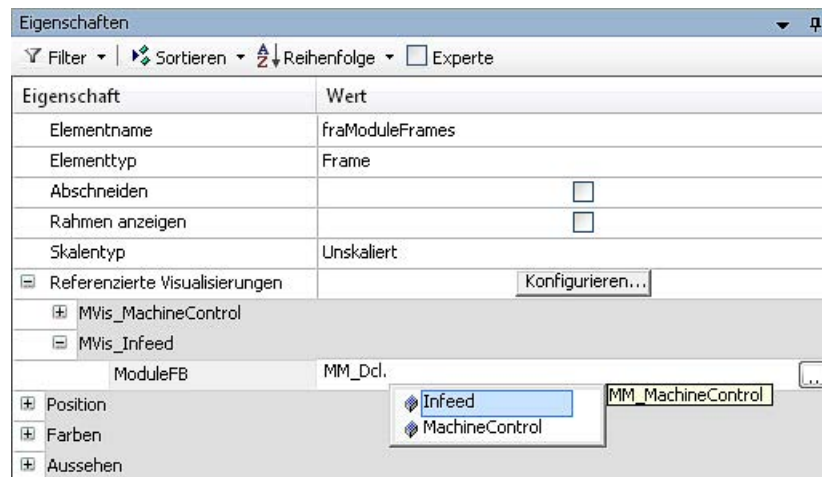 Eigenschaften
Filter Sortieren Reihenfolge Experte
Eigenschaft Wert
Elementname fraModuleFrames
Elementtyp Frame
Abschneiden
Rahmen anzeigen
Skalentyp Unskaliert
Referenzierte Visualisierungen Konfigurieren...
MVis_MachineControl
MVis_Infeed
ModuleFB MM_Dcl. ...
Position Infeed MM_MachineControl
Farben MachineControl
Aussehen